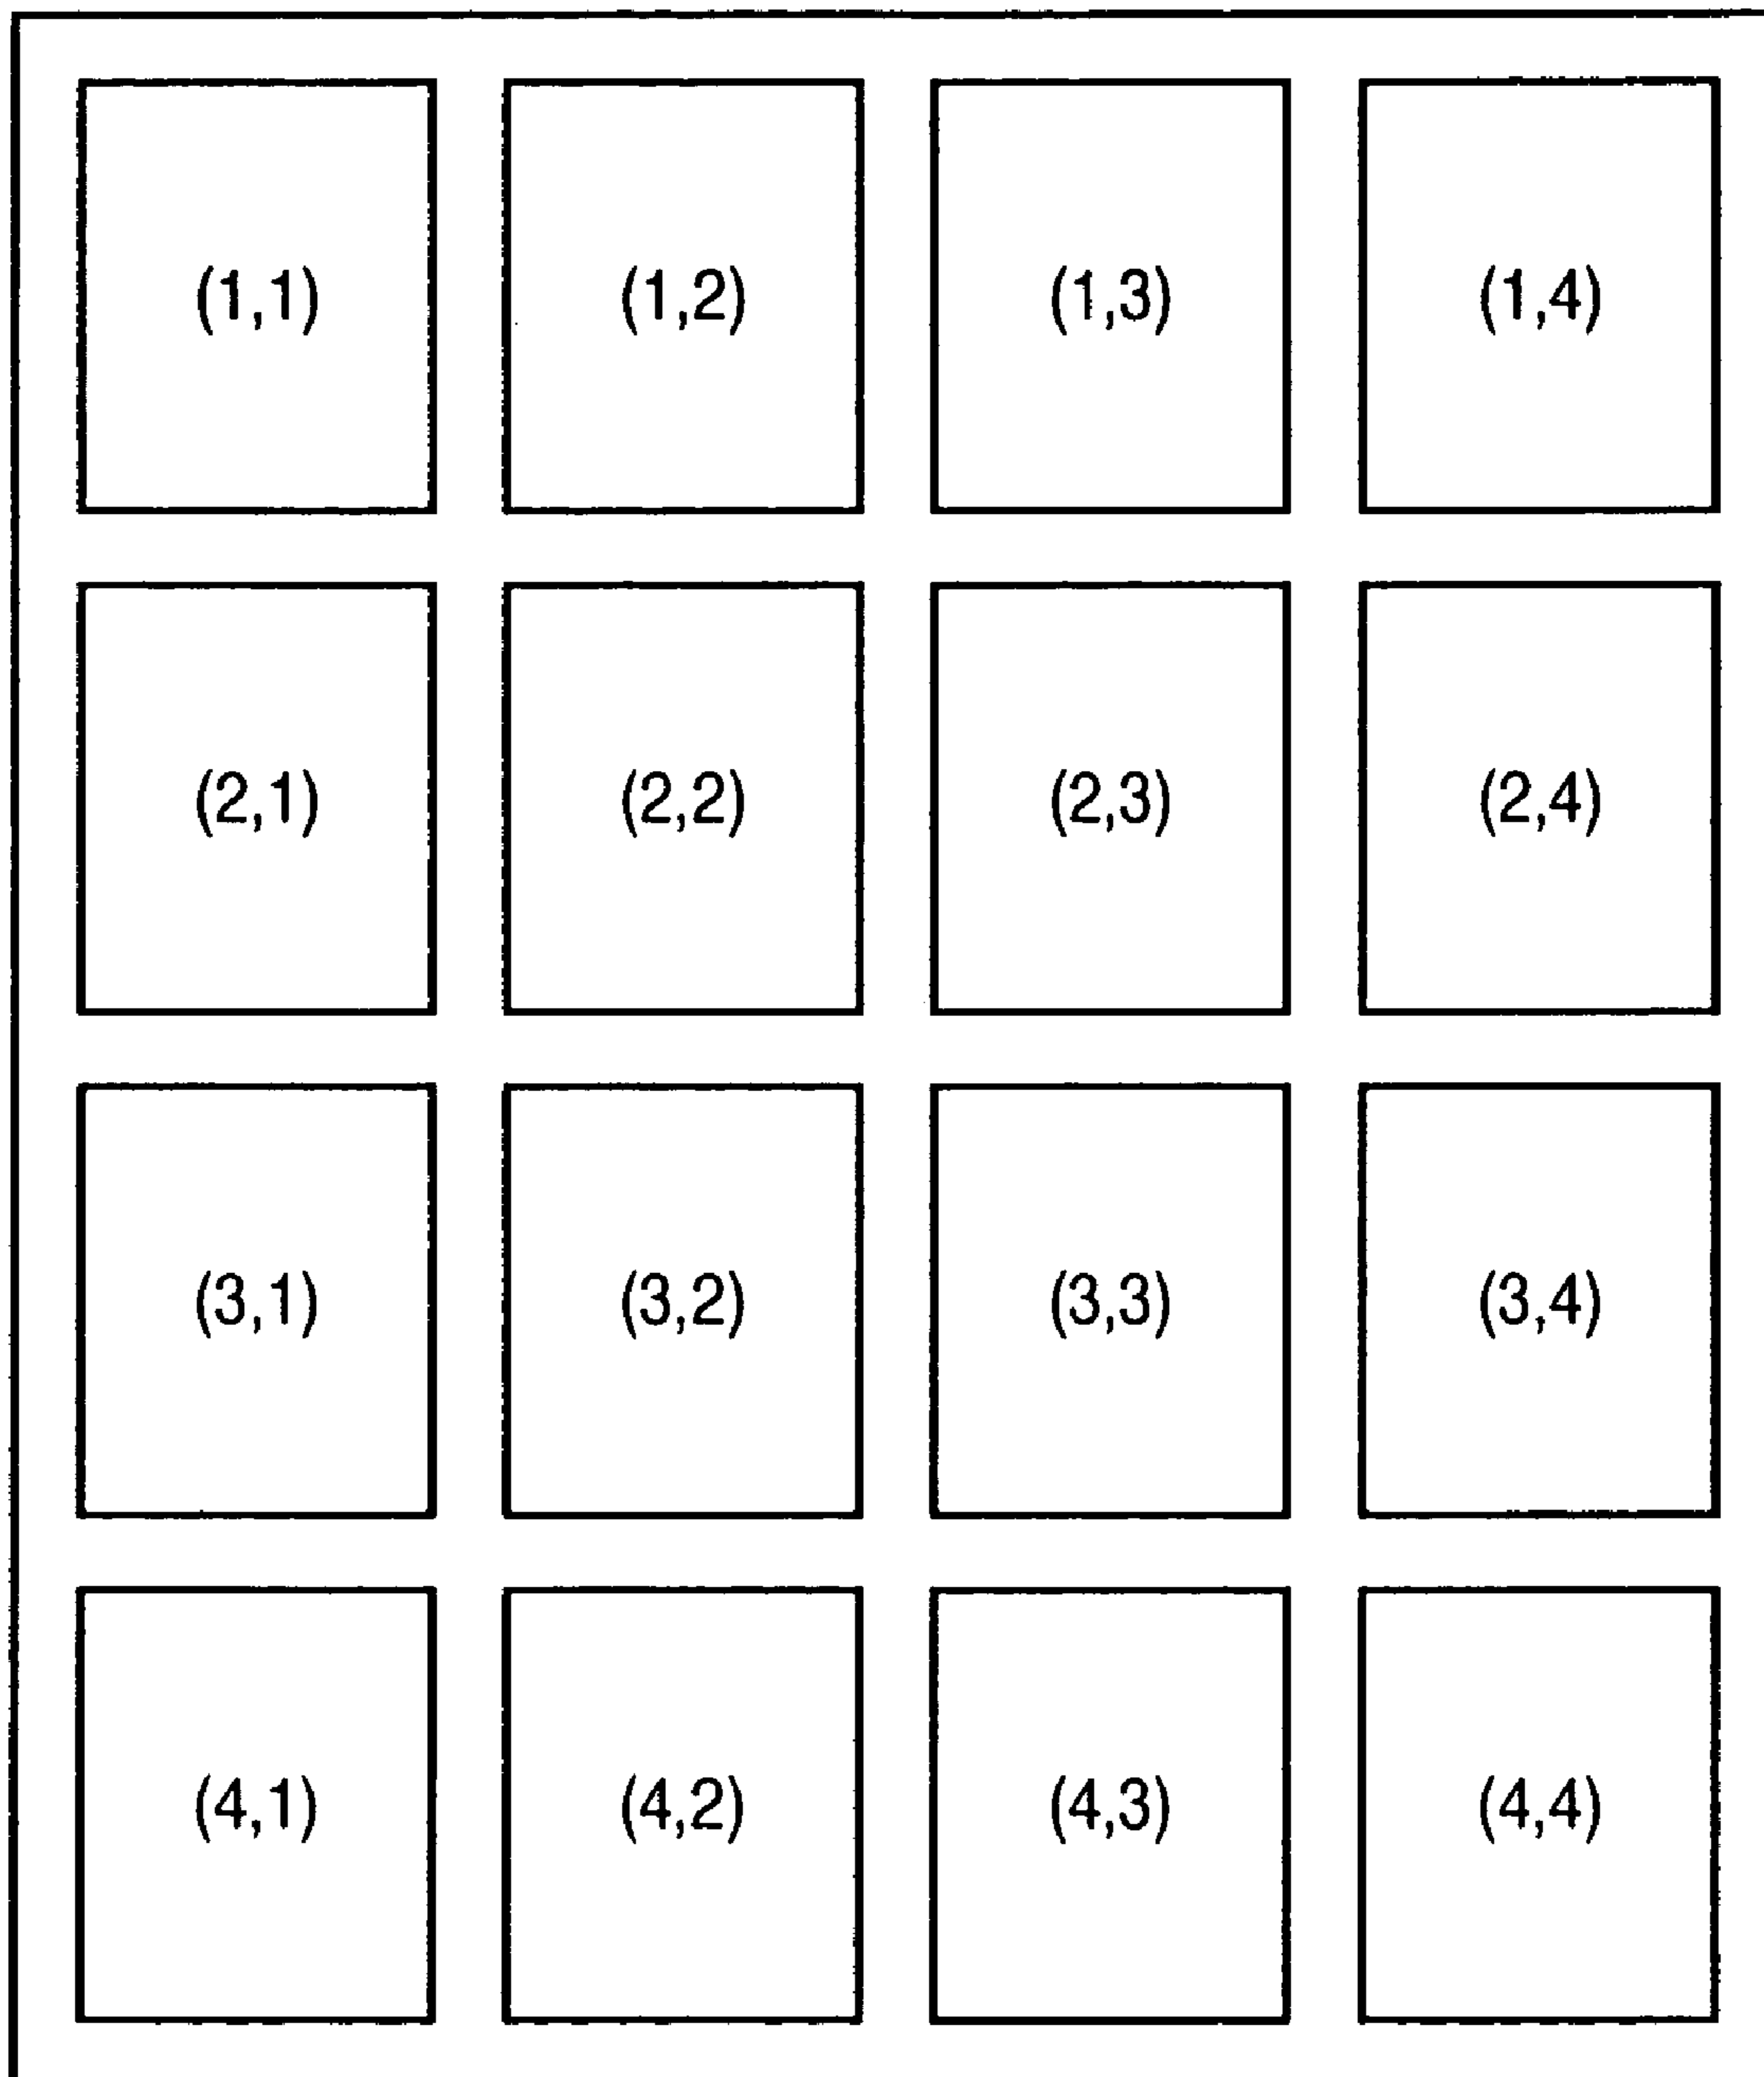 (1,1) (1,2) (1,3) (1,4)
(2,1) (2,2) (2,3) (2,4)
(3,1) (3,2) (3,3) (3,4)
(4,1) (4,2) (4,3) (4,4)